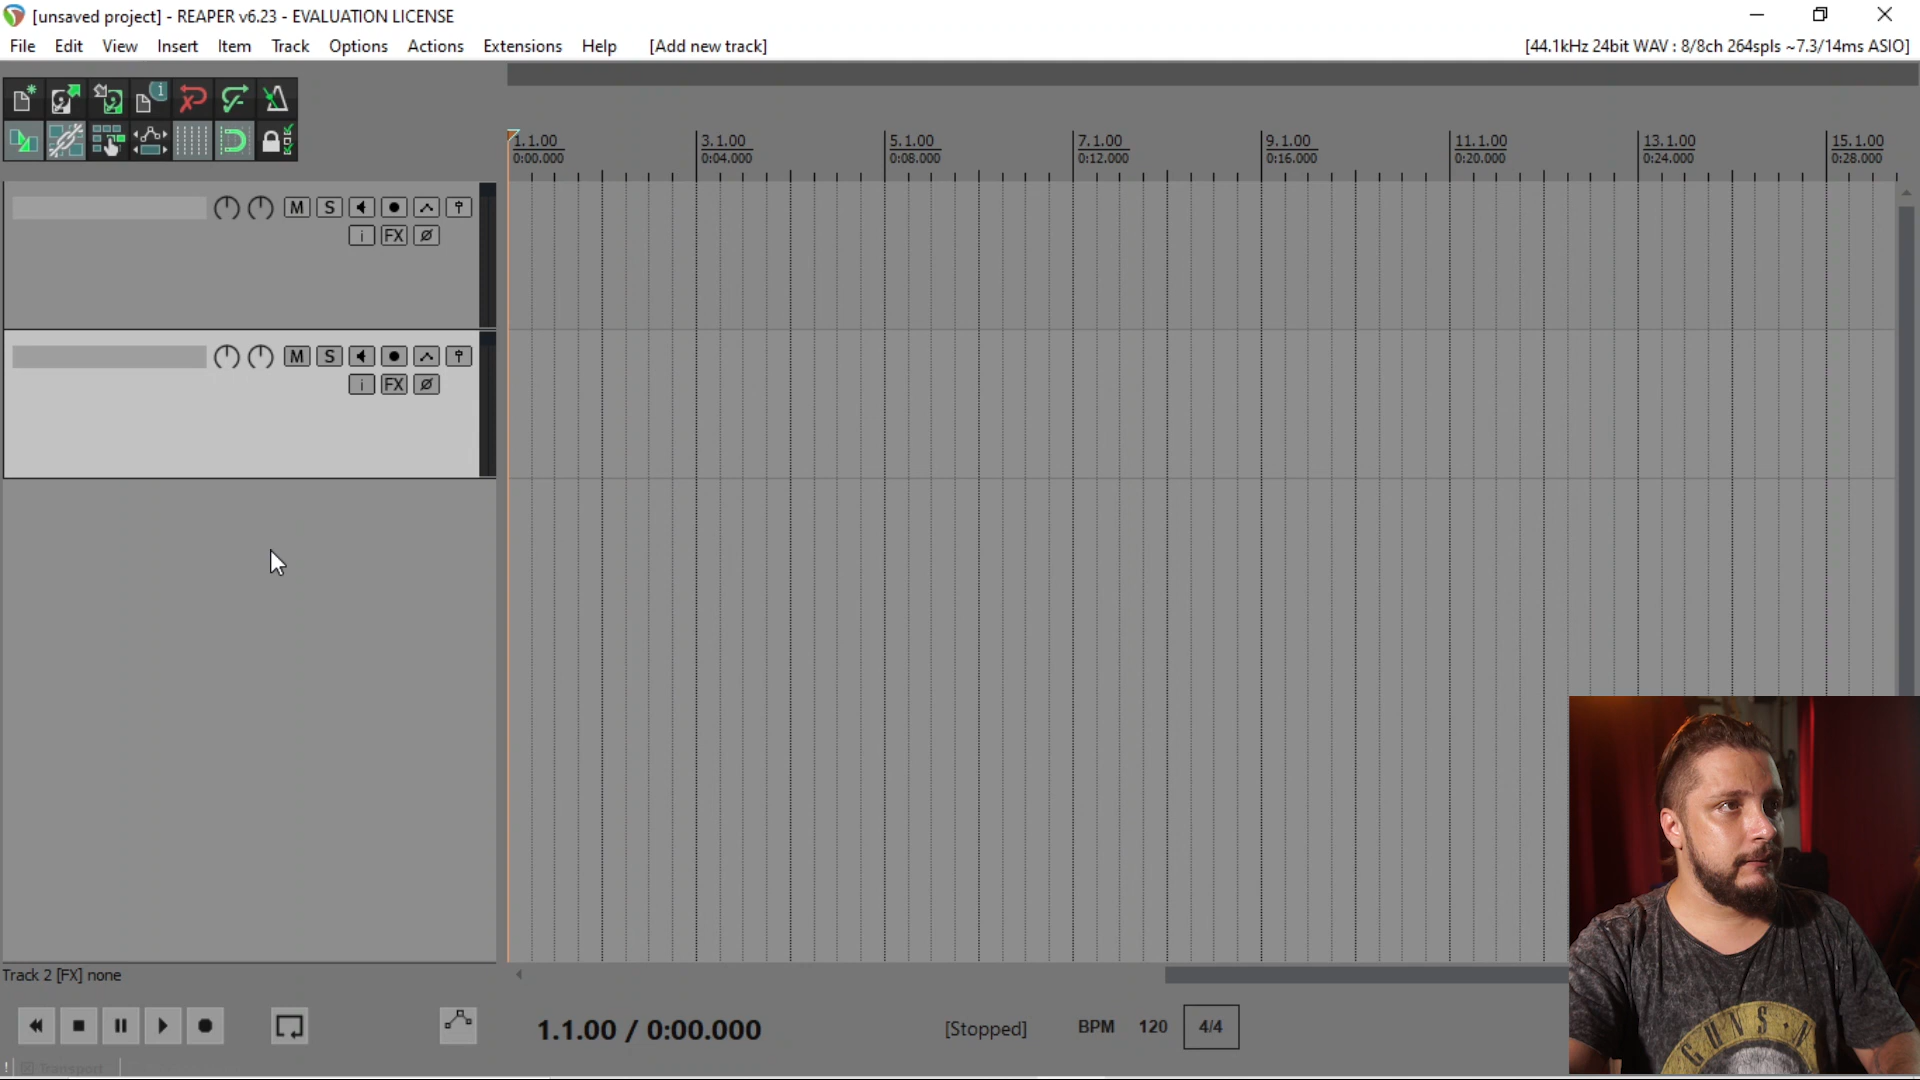 [unsaved project] - REAPER v6.23 - EVALUATION LICENSE
File Edit View Insert Item Track Options Actions Extensions Help [Add new track] [44.1kHz 24bit WAV : 8/8ch 264spls ~7.3/14ms ASIO]
1.1.00 3.1.00 5.1.00 7.1.00 9.1.00 11.1.00 13.1.00 15.1.00
0:00.000 0:04.000 0:08.000 0:12.000 0:16.000 0:20.000 0:24.000 0:28.000
M S
i FX Ø
M S
i FX Ø
Track 2 [FX] none
1.1.00 / 0:00.000 [Stopped] BPM 120 4/4
! Transport
GUNS N